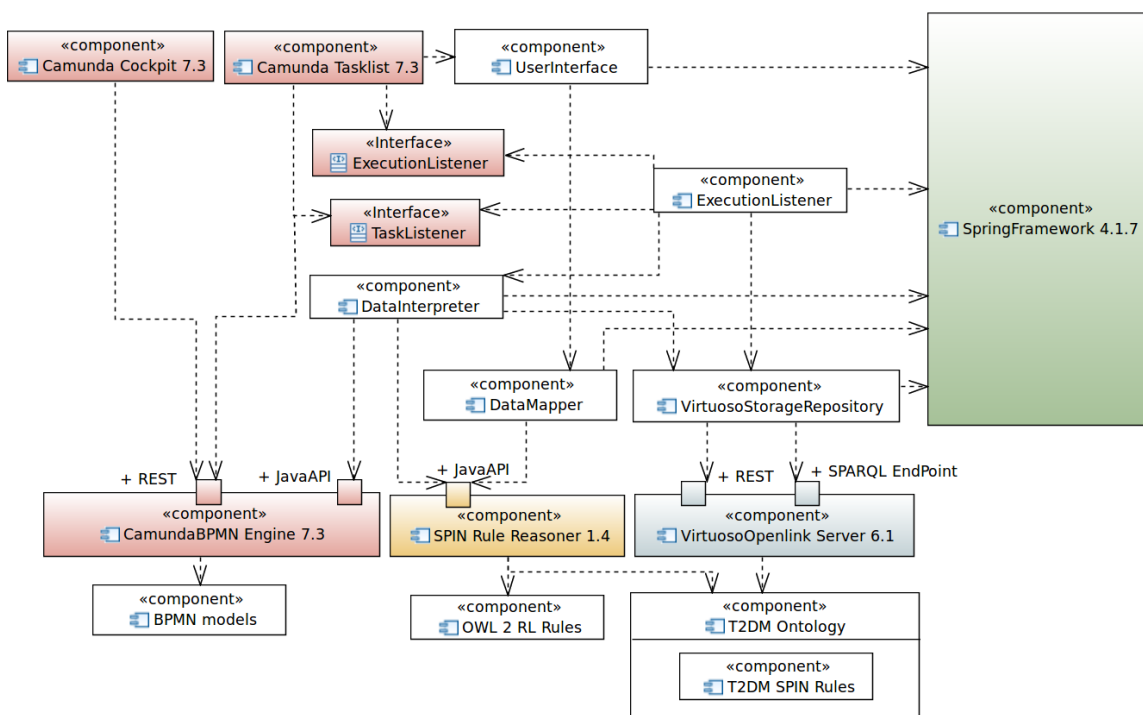 «component»
Camunda Cockpit 7.3
«component»
Camunda Tasklist 7.3
«component»
UserInterface
«Interface»
ExecutionListener
«component»
ExecutionListener
«Interface»
TaskListener
«component»
SpringFramework 4.1.7
«component»
DataInterpreter
«component»
DataMapper
«component»
VirtuosoStorageRepository
+ REST
+ JavaAPI
+ JavaAPI
+ REST
+ SPARQL EndPoint
«component»
CamundaBPMN Engine 7.3
«component»
SPIN Rule Reasoner 1.4
«component»
VirtuosoOpenlink Server 6.1
«component»
BPMN models
«component»
OWL 2 RL Rules
«component»
T2DM Ontology
«component»
T2DM SPIN Rules